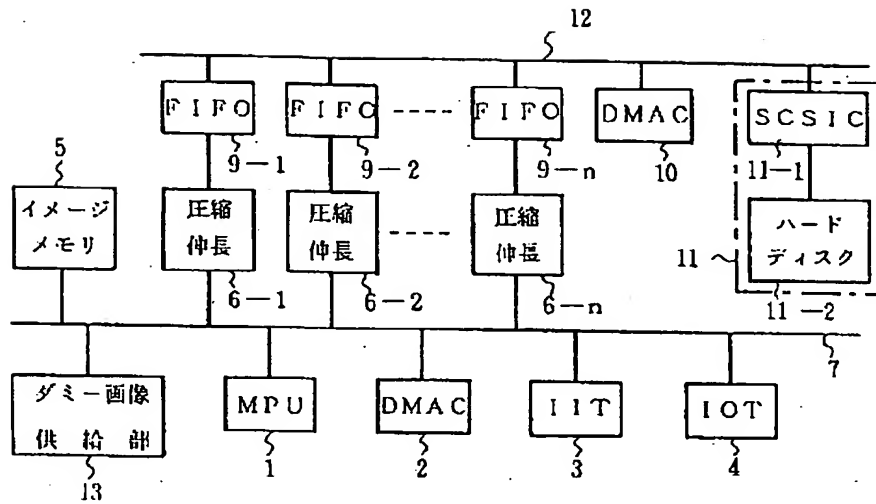 12
FIFO FIFO FIFO DMAC SCSIC
5 9-1 9-2 9-n 10 11-1
イメージ
メモリ
圧縮
伸長
圧縮
伸長
圧縮
伸長
ハード
ディスク
11
6-1 6-2 6-n 11-2
7
ダミー画像
供給部
MPU DMAC IIT IOT
13 1 2 3 4